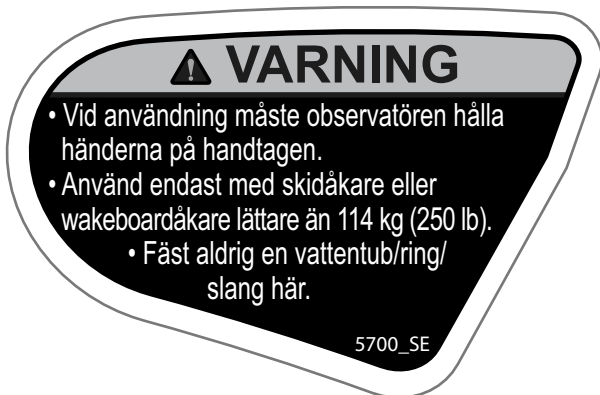 VARNING
• Vid användning måste observatören hålla
händerna på handtagen.
• Använd endast med skidåkare eller
wakeboardåkare lättare än 114 kg (250 lb).
• Fäst aldrig en vattentub/ring/
slang här.
5700_SE